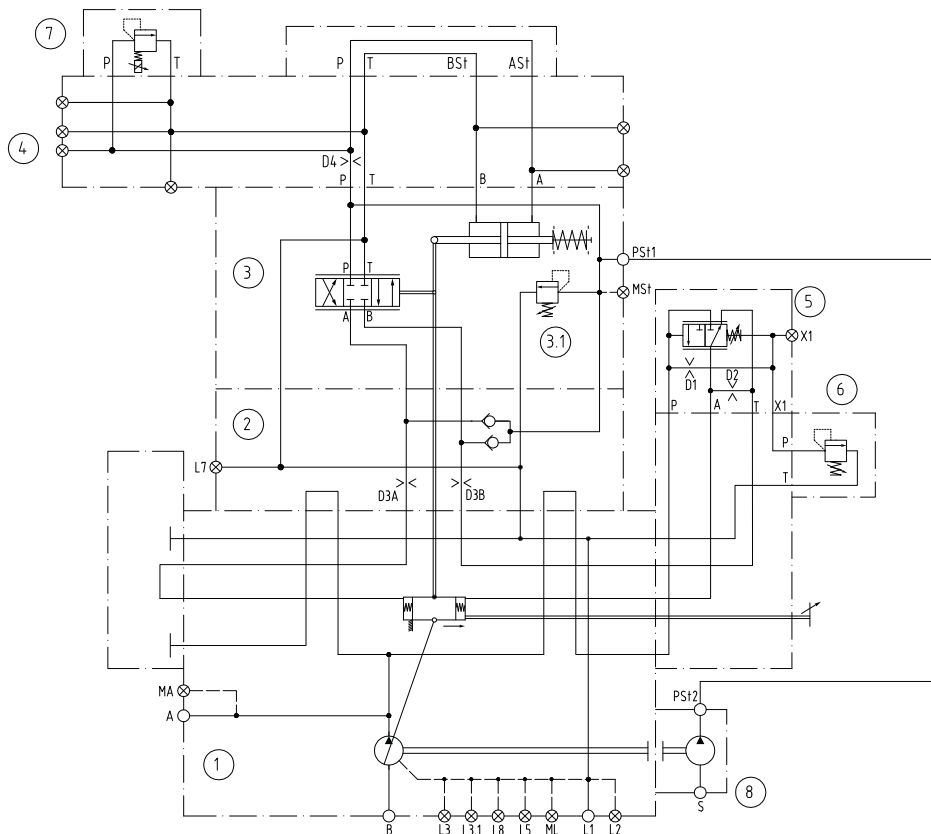 7
P T
P T BSt ASt
4
D4
P T B A
3
P T
A B
PSt1
MSt
3.1
5
X1
D1 D2
P A T X1
6
P
T
2
L7
D3A D3B
MA
A
1
PSt2
8
S
B L3 L3.1 L8 L5 ML L1 L2